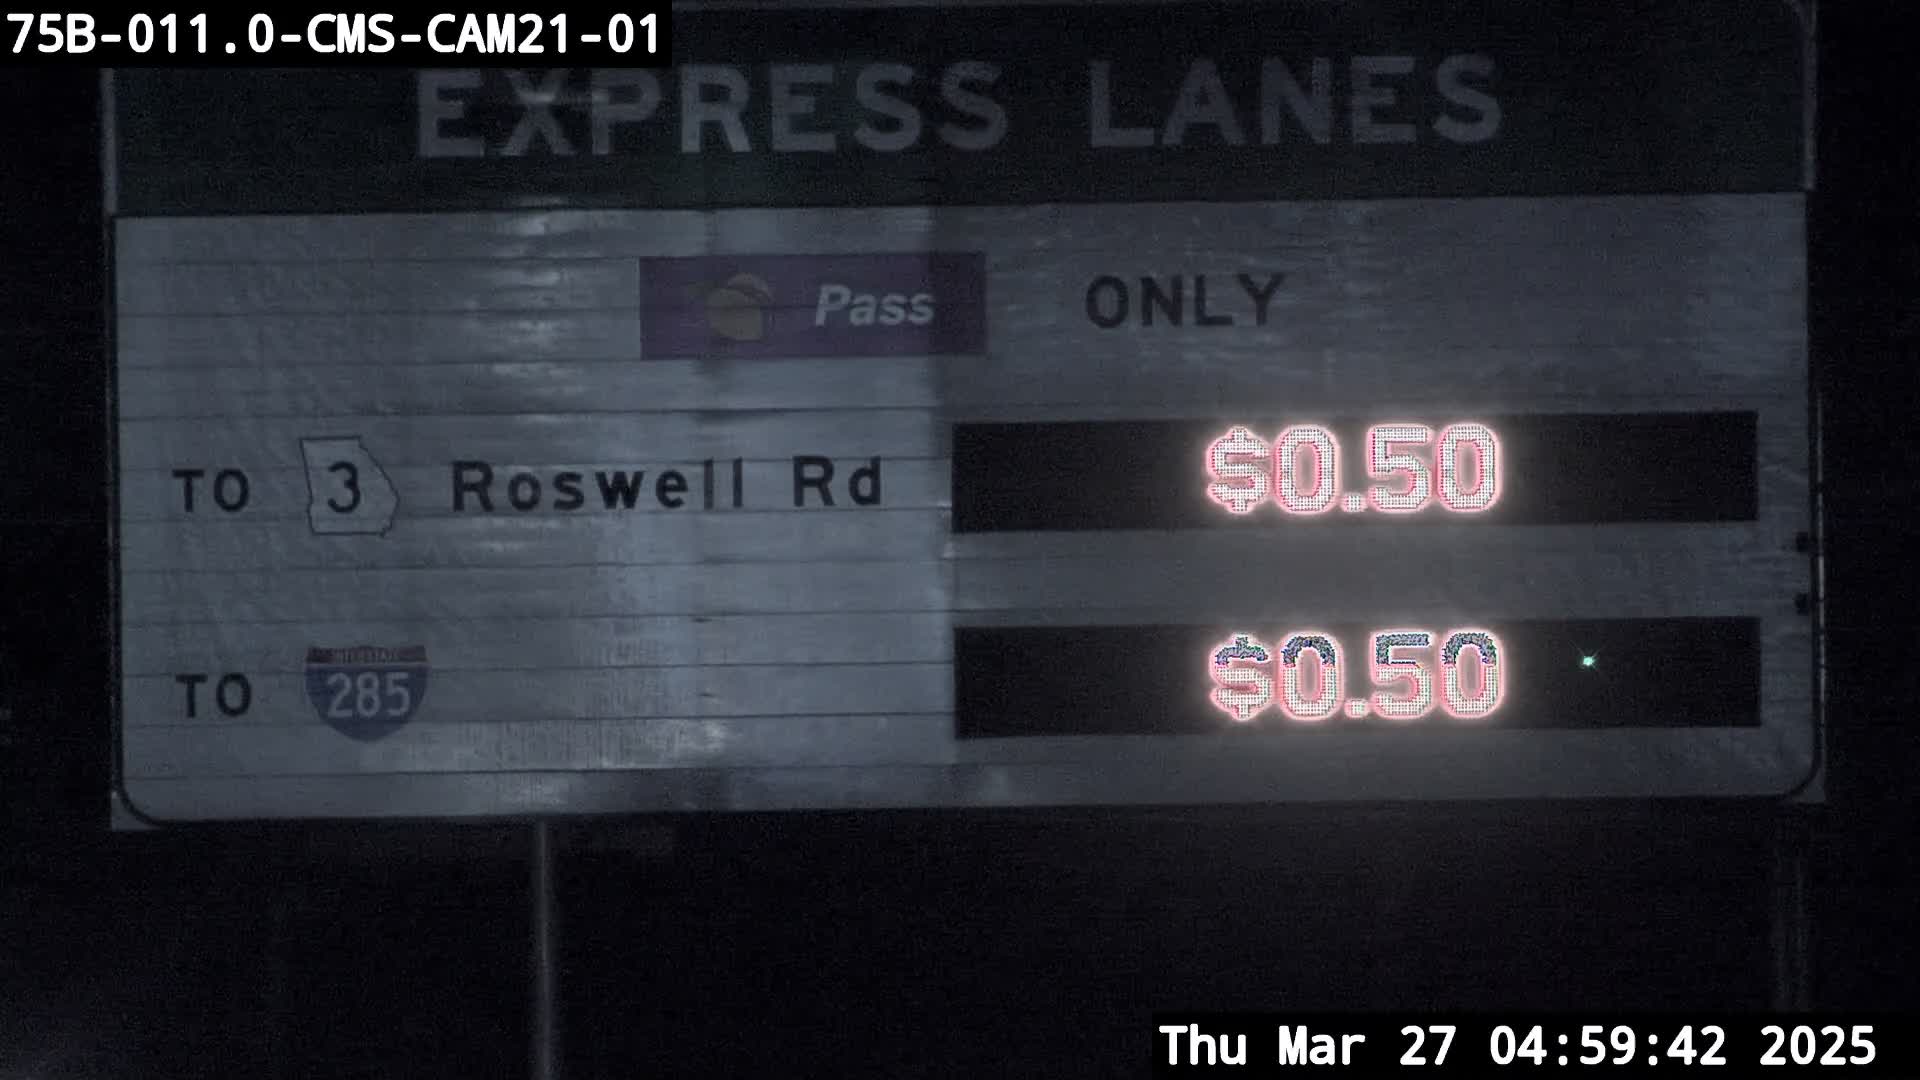 75B-011.0-CMS-CAM21-01
EXPRESS LANES
Pass ONLY
TO 3 Roswell Rd $0.50
TO 285 $0.50
Thu Mar 27 04:59:42 2025